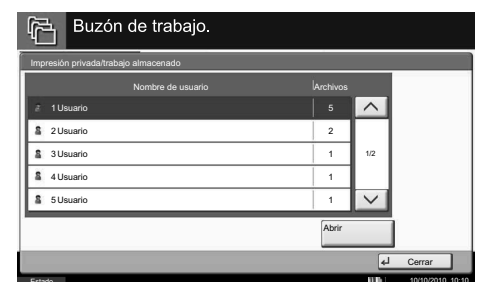 Buzón de trabajo.
Impresión privada/trabajo almacenado
Nombre de usuario Archivos
1 Usuario 5
2 Usuario 2
3 Usuario 1
1/2
4 Usuario 1
5 Usuario 1
Abrir
Cerrar
Estado 10/10/2010 10:10